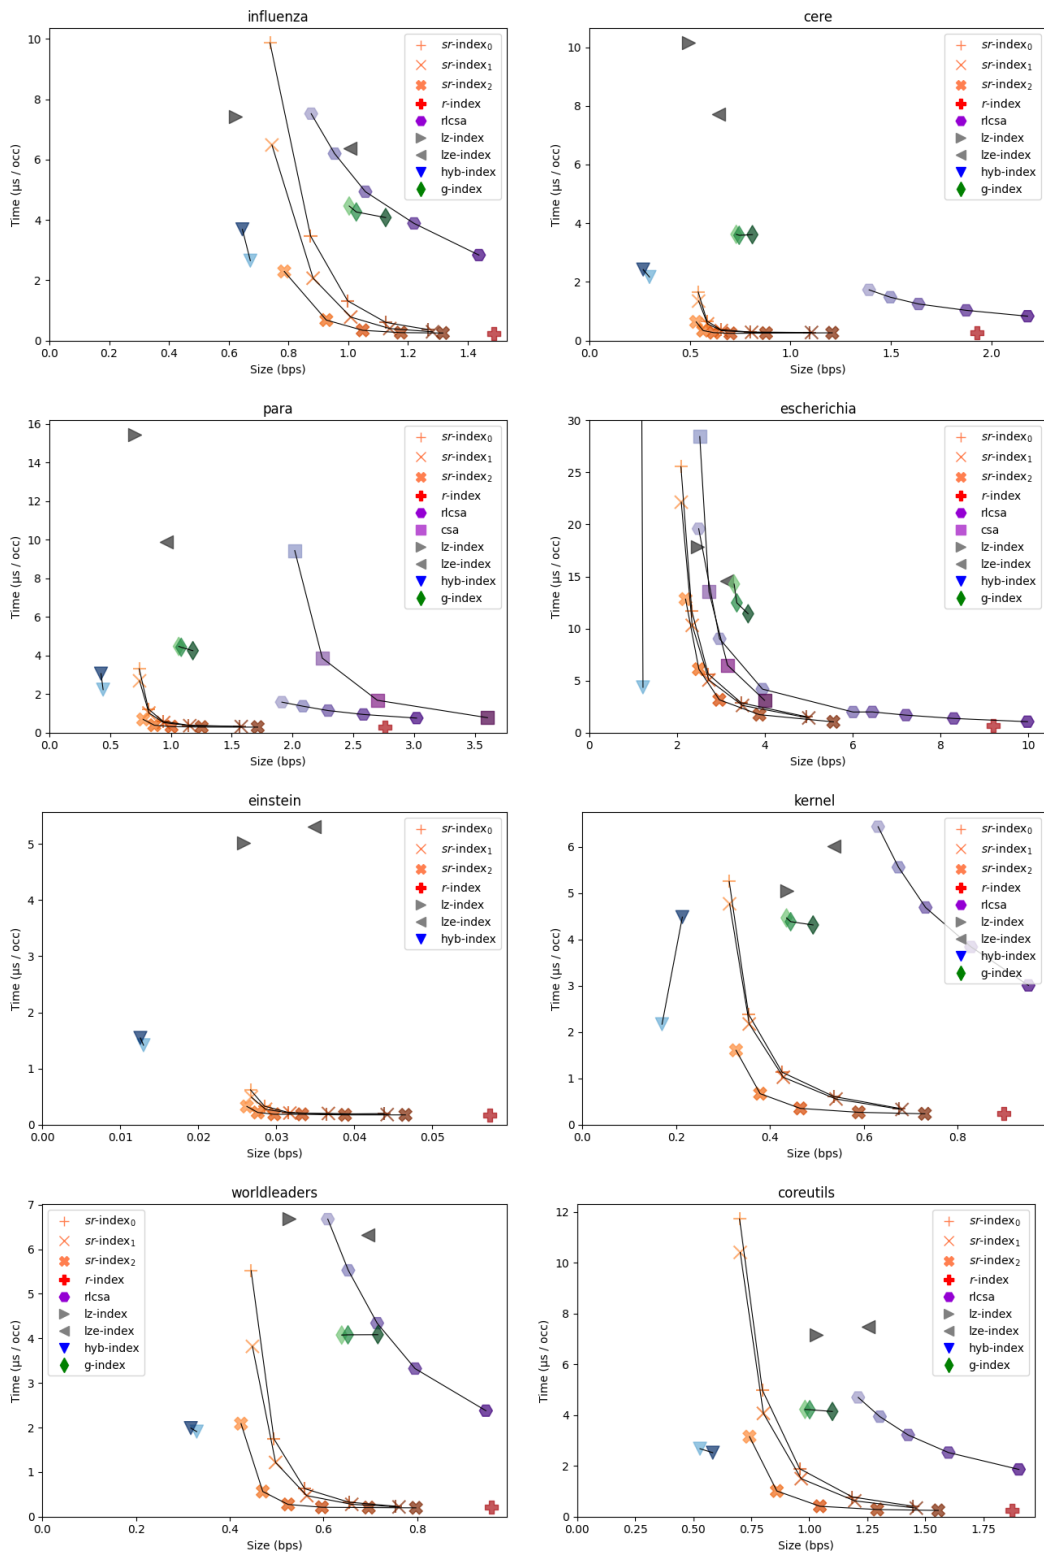 influenza
10
8
6
4
2
0
Time (μs / occ)
0.0 0.2 0.4 0.6 0.8 1.0 1.2 1.4
Size (bps)
sr-index0
sr-index1
sr-index2
r-index
rlcsa
lz-index
lze-index
hyb-index
g-index
cere
10
8
6
4
2
0
Time (μs / occ)
0.0 0.5 1.0 1.5 2.0
Size (bps)
sr-index0
sr-index1
sr-index2
r-index
rlcsa
lz-index
lze-index
hyb-index
g-index
para
16
14
12
10
8
6
4
2
0
Time (μs / occ)
0.0 0.5 1.0 1.5 2.0 2.5 3.0 3.5
Size (bps)
sr-index0
sr-index1
sr-index2
r-index
rlcsa
csa
lz-index
lze-index
hyb-index
g-index
escherichia
30
25
20
15
10
5
0
Time (μs / occ)
0 2 4 6 8 10
Size (bps)
sr-index0
sr-index1
sr-index2
r-index
rlcsa
csa
lz-index
lze-index
hyb-index
g-index
einstein
5
4
3
2
1
0
Time (μs / occ)
0.00 0.01 0.02 0.03 0.04 0.05
Size (bps)
sr-index0
sr-index1
sr-index2
r-index
lz-index
lze-index
hyb-index
kernel
6
5
4
3
2
1
0
Time (μs / occ)
0.0 0.2 0.4 0.6 0.8
Size (bps)
sr-index0
sr-index1
sr-index2
r-index
rlcsa
lz-index
lze-index
hyb-index
g-index
worldleaders
7
6
5
4
3
2
1
0
Time (μs / occ)
0.0 0.2 0.4 0.6 0.8
Size (bps)
sr-index0
sr-index1
sr-index2
r-index
rlcsa
lz-index
lze-index
hyb-index
g-index
coreutils
12
10
8
6
4
2
0
Time (μs / occ)
0.00 0.25 0.50 0.75 1.00 1.25 1.50 1.75
Size (bps)
sr-index0
sr-index1
sr-index2
r-index
rlcsa
lz-index
lze-index
hyb-index
g-index